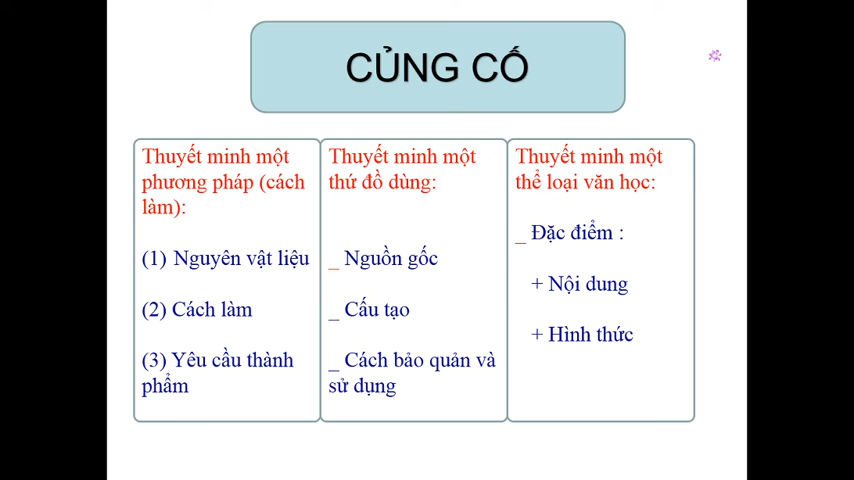 CỦNG CỐ
Thuyết minh một
phương pháp (cách
làm):
(1) Nguyên vật liệu
(2) Cách làm
(3) Yêu cầu thành
phẩm
Thuyết minh một
thứ đồ dùng:
_ Nguồn gốc
_ Cấu tạo
_ Cách bảo quản và
sử dụng
Thuyết minh một
thể loại văn học:
_ Đặc điểm :
+ Nội dung
+ Hình thức